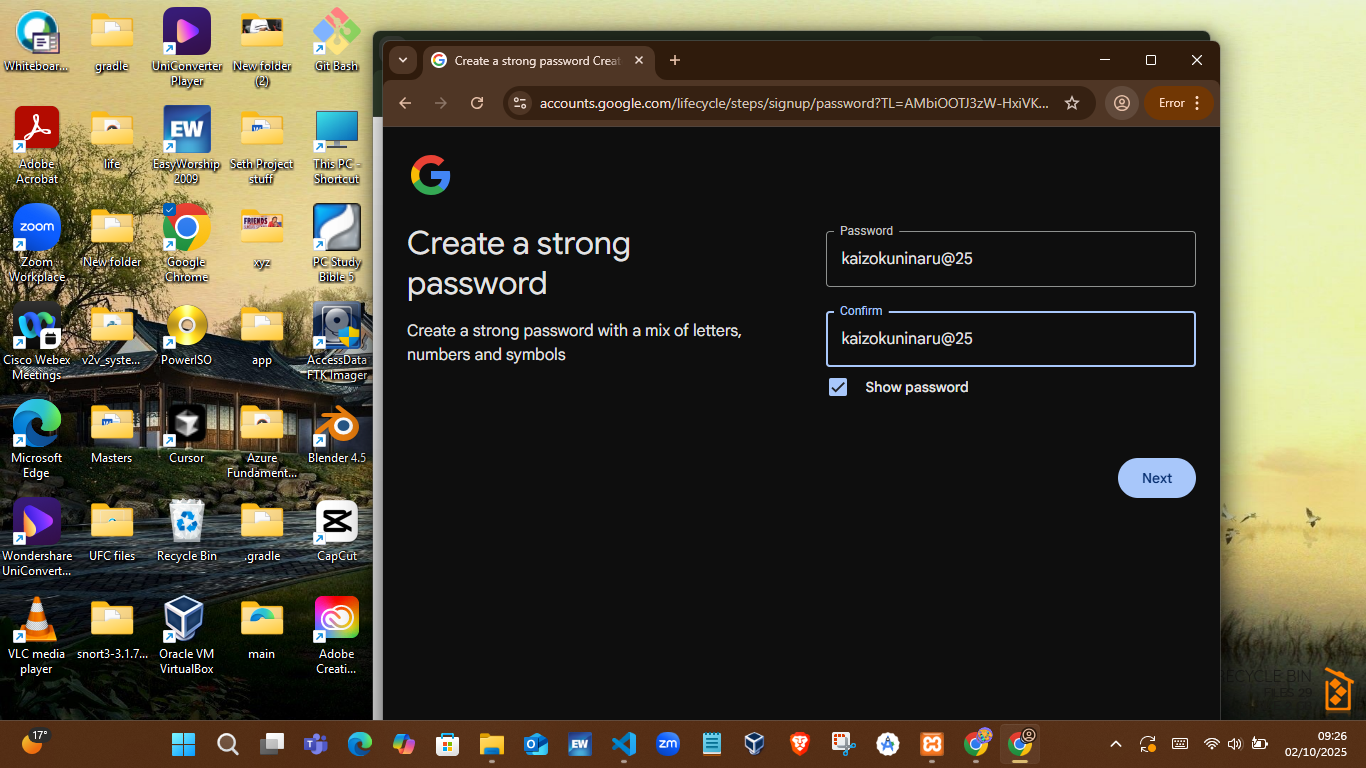 Whiteboar...
gradle
UniConverter
Player
New folder
(2)
Git Bash
Adobe
Acrobat
life
EasyWorship
2009
Seth Project
stuff
This PC -
Shortcut
zoom
Zoom
Workplace
New folder
Google
Chrome
FRIENDS
xyz
PC Study
Bible 5
Cisco Webex
Meetings
v2v_syste...
PowerISO
app
AccessData
FTK Imager
Microsoft
Edge
Masters
Cursor
Azure
Fundament...
Blender 4.5
Wondershare
UniConvert...
UFC files
Recycle Bin
.gradle
CapCut
VLC media
player
snort3-3.1.7...
Oracle VM
VirtualBox
main
Adobe
Creati...
Create a strong password Creat
accounts.google.com/lifecycle/steps/signup/password?TL=AMbiOOTJ3zW-HxiVK...
Error
Create a strong
password
Create a strong password with a mix of letters,
numbers and symbols
Password
kaizokuninaru@25
Confirm
kaizokuninaru@25
Show password
Next
RECYCLE BIN
FILES 29
17°
EW
zm
09:26
02/10/2025